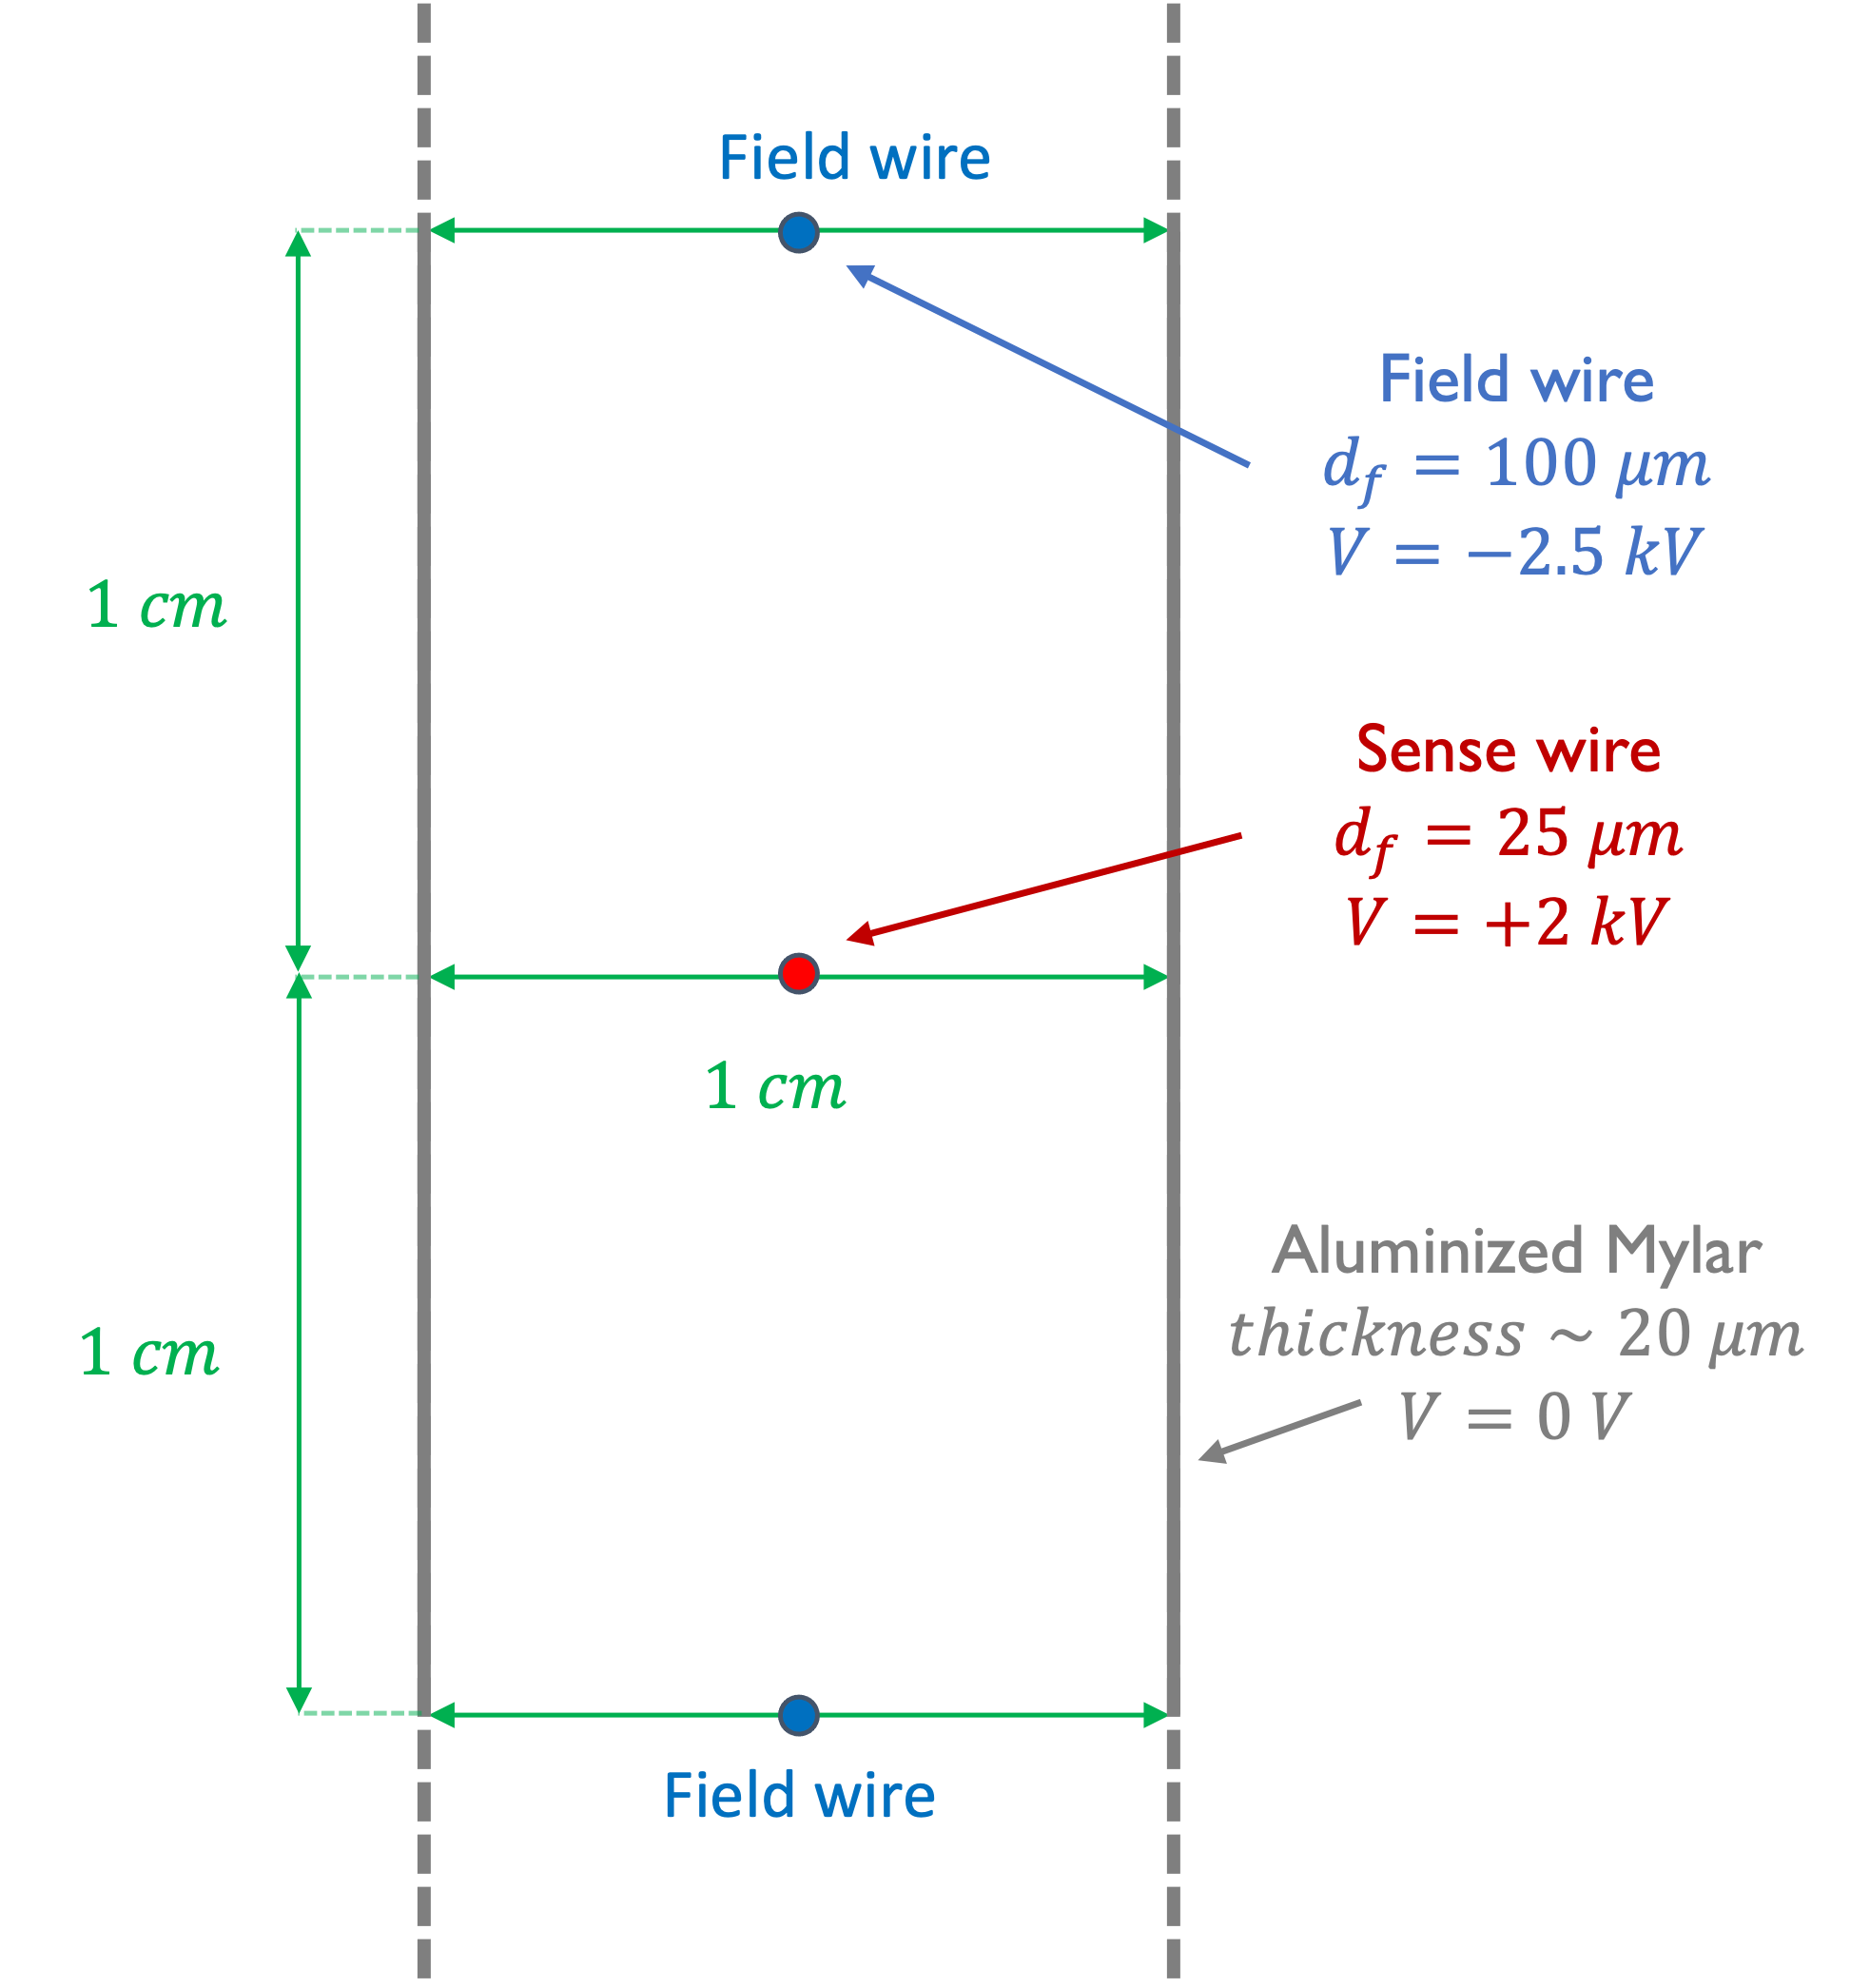 Field wire
Field wire
d_f = 100 μm
V = −2.5 kV
1 cm
Sense wire
d_f = 25 μm
V = +2 kV
1 cm
Aluminized Mylar
thickness ~ 20 μm
1 cm
V = 0 V
Field wire